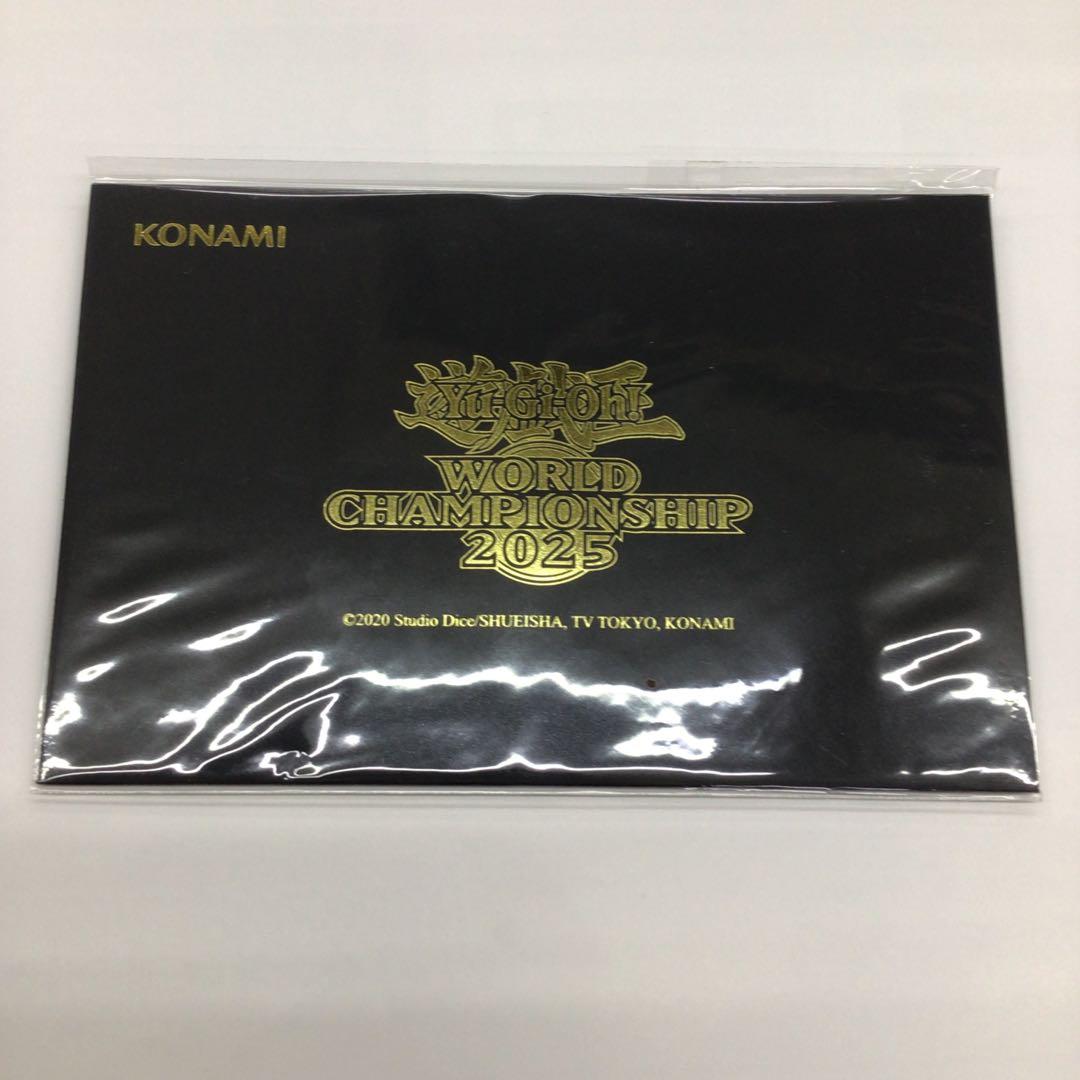 KONAMI
遊戯王
Yu-Gi-Oh!
WORLD
CHAMPIONSHIP
2025
©2020 Studio Dice/SHUEISHA, TV TOKYO, KONAMI